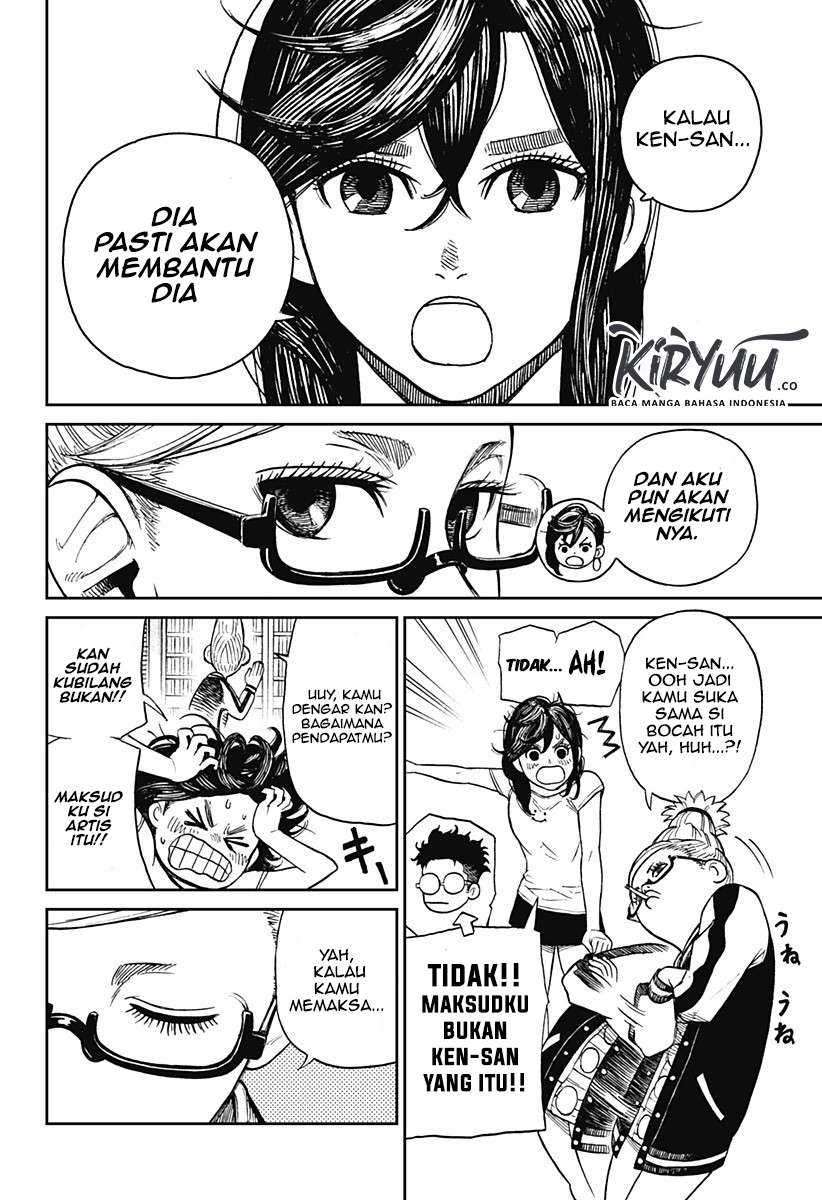 KALAU
KEN-SAN...
DIA
PASTI AKAN
MEMBANTU
DIA
KIRYUU.CO
BACA MANGA BAHASA INDONESIA
DAN AKU
PUN AKAN
MENGIKUTI
NYA.
KEN-SAN...
OOH JADI
KAMU SUKA
SAMA SI
BOCAH ITU
YAH, HUH...?!
TIDAK... AH!
TIDAK!!
MAKSUDKU
BUKAN
KEN-SAN
YANG ITU!!
うね
うね
UUY, KAMU
DENGAR KAN?
BAGAIMANA
PENDAPATMU?
KAN
SUDAH
KUBILANG
BUKAN!!
MAKSUD
KU SI
ARTIS
ITU!!
キー
YAH,
KALAU
KAMU
MEMAKSA...